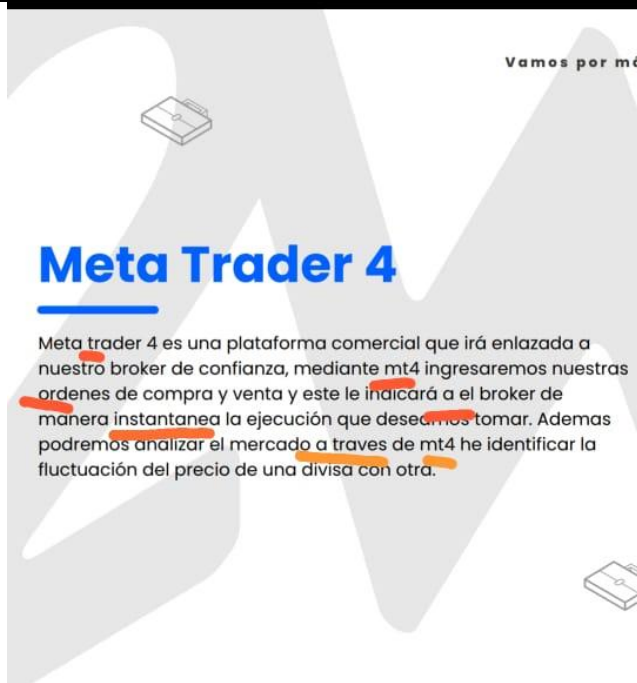 Vamos por má
Meta Trader 4
Meta trader 4 es una plataforma comercial que irá enlazada a
nuestro broker de confianza, mediante mt4 ingresaremos nuestras
ordenes de compra y venta y este le indicará a el broker de
manera instantanea la ejecución que deseamos tomar. Ademas
podremos analizar el mercado a traves de mt4 he identificar la
fluctuación del precio de una divisa con otra.